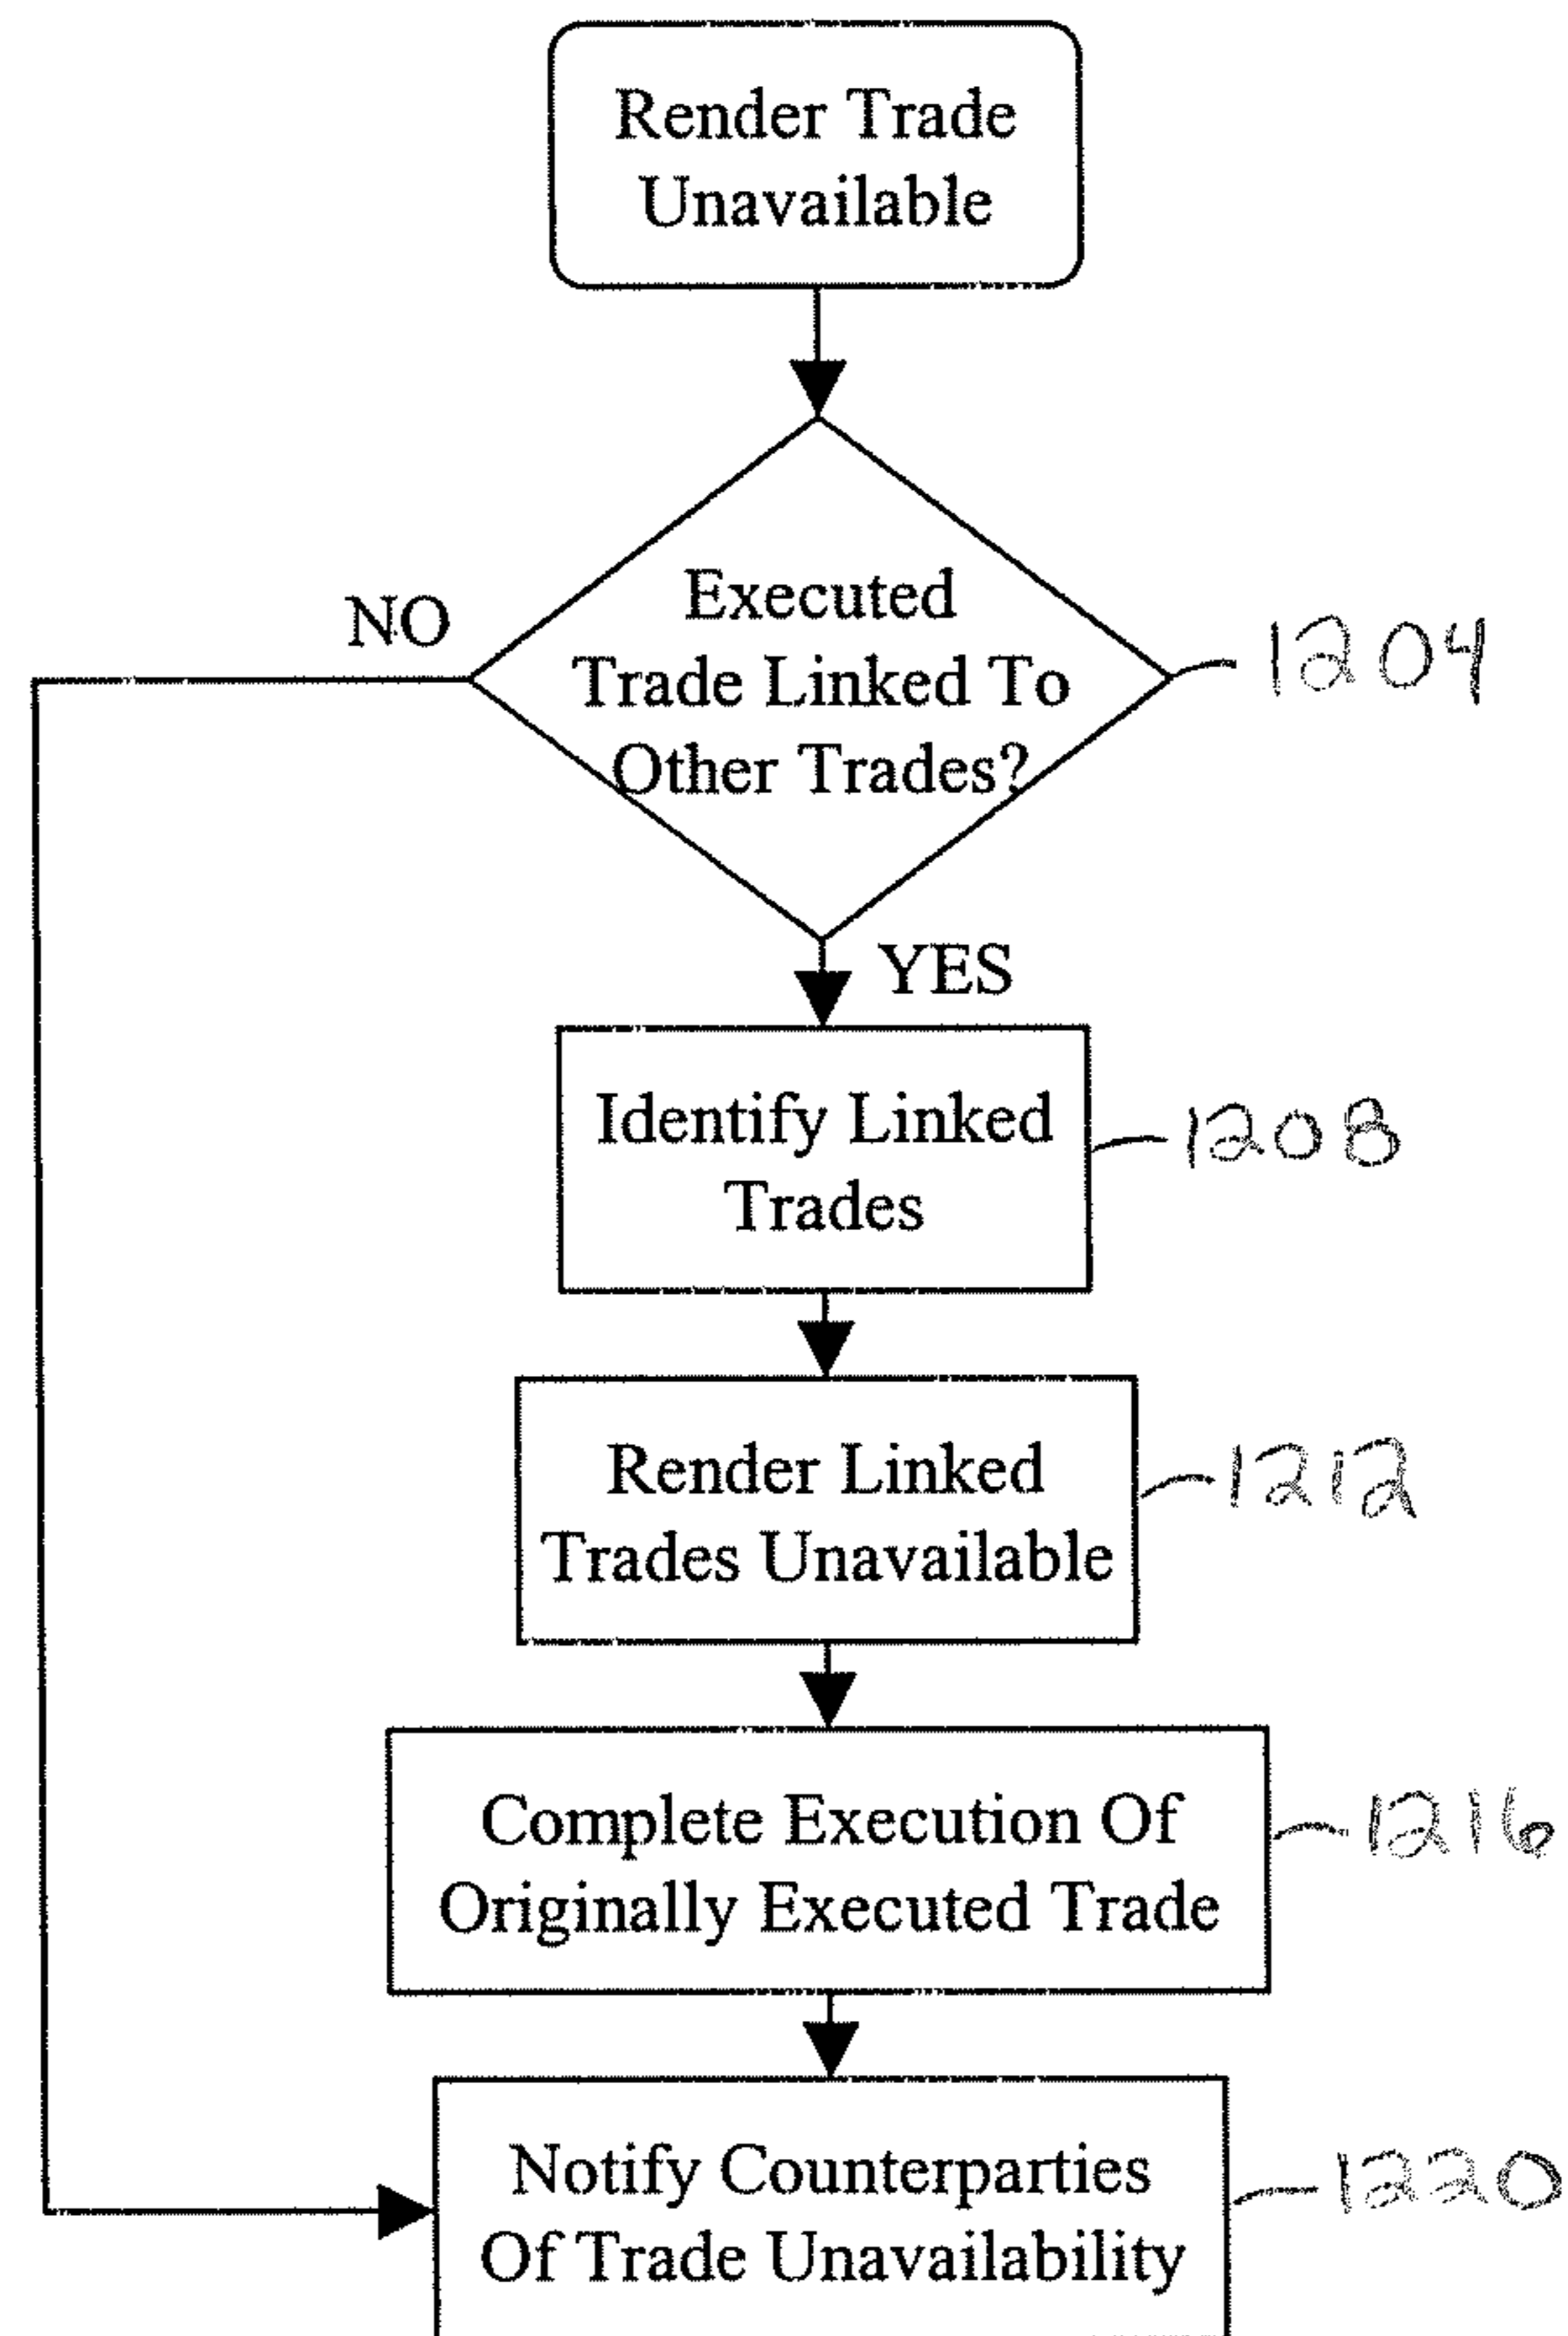 Render Trade
Unavailable
NO
Executed
Trade Linked To
Other Trades?
1204
YES
Identify Linked
Trades
1208
Render Linked
Trades Unavailable
1212
Complete Execution Of
Originally Executed Trade
1216
Notify Counterparties
Of Trade Unavailability
1220